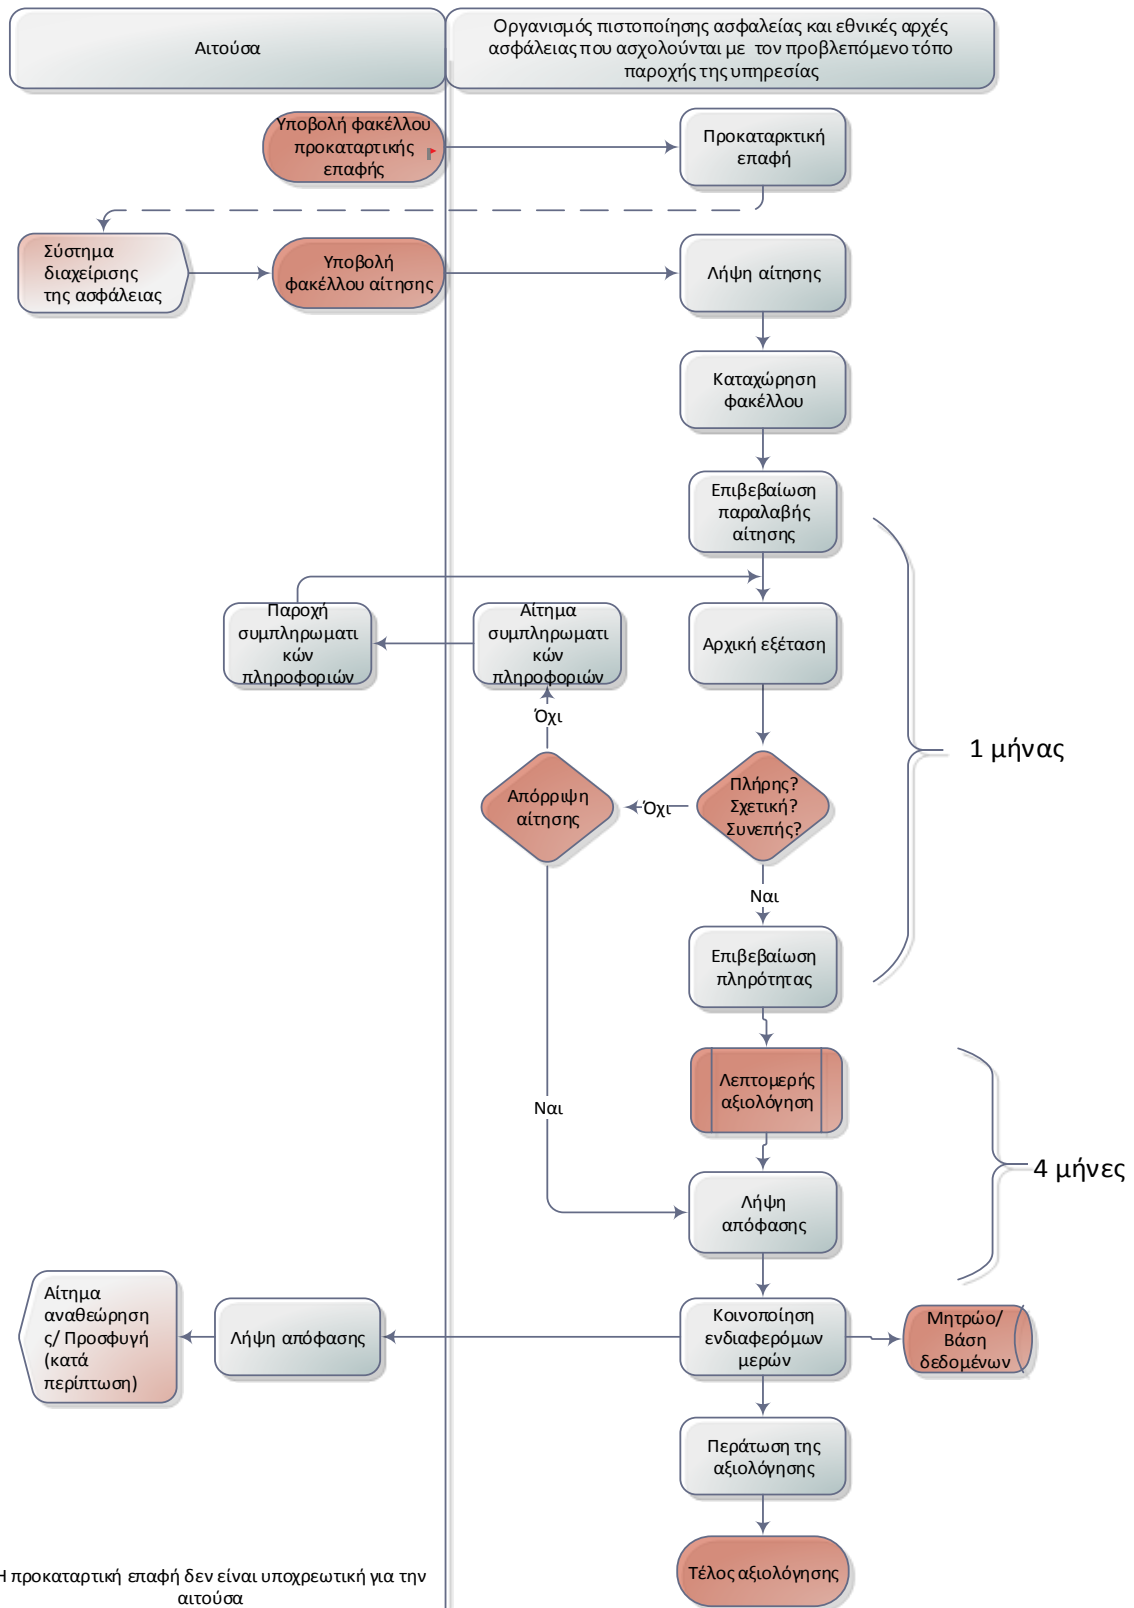 Αιτούσα
Οργανισμός πιστοποίησης ασφαλείας και εθνικές αρχές
ασφάλειας που ασχολούνται με τον προβλεπόμενο τόπο
παροχής της υπηρεσίας
Υποβολή φακέλλου
προκαταρτικής
επαφής
Προκαταρκτική
επαφή
Σύστημα
διαχείρισης
της ασφάλειας
Υποβολή
φακέλλου αίτησης
Λήψη αίτησης
Καταχώρηση
φακέλλου
Επιβεβαίωση
παραλαβής
αίτησης
Παροχή
συμπληρωματι
κών
πληροφοριών
Αίτημα
συμπληρωματι
κών
πληροφοριών
Αρχική εξέταση
Όχι
1 μήνας
Απόρριψη
αίτησης
Όχι
Πλήρης?
Σχετική?
Συνεπής?
Ναι
Επιβεβαίωση
πληρότητας
Λεπτομερής
αξιολόγηση
Ναι
4 μήνες
Λήψη
απόφασης
Αίτημα
αναθεώρηση
ς/ Προσφυγή
(κατά
περίπτωση)
Λήψη απόφασης
Κοινοποίηση
ενδιαφερόμων
μερών
Μητρώο/
Βάση
δεδομένων
Περάτωση της
αξιολόγησης
Τέλος αξιολόγησης
Η προκαταρτική επαφή δεν είναι υποχρεωτική για την
αιτούσα